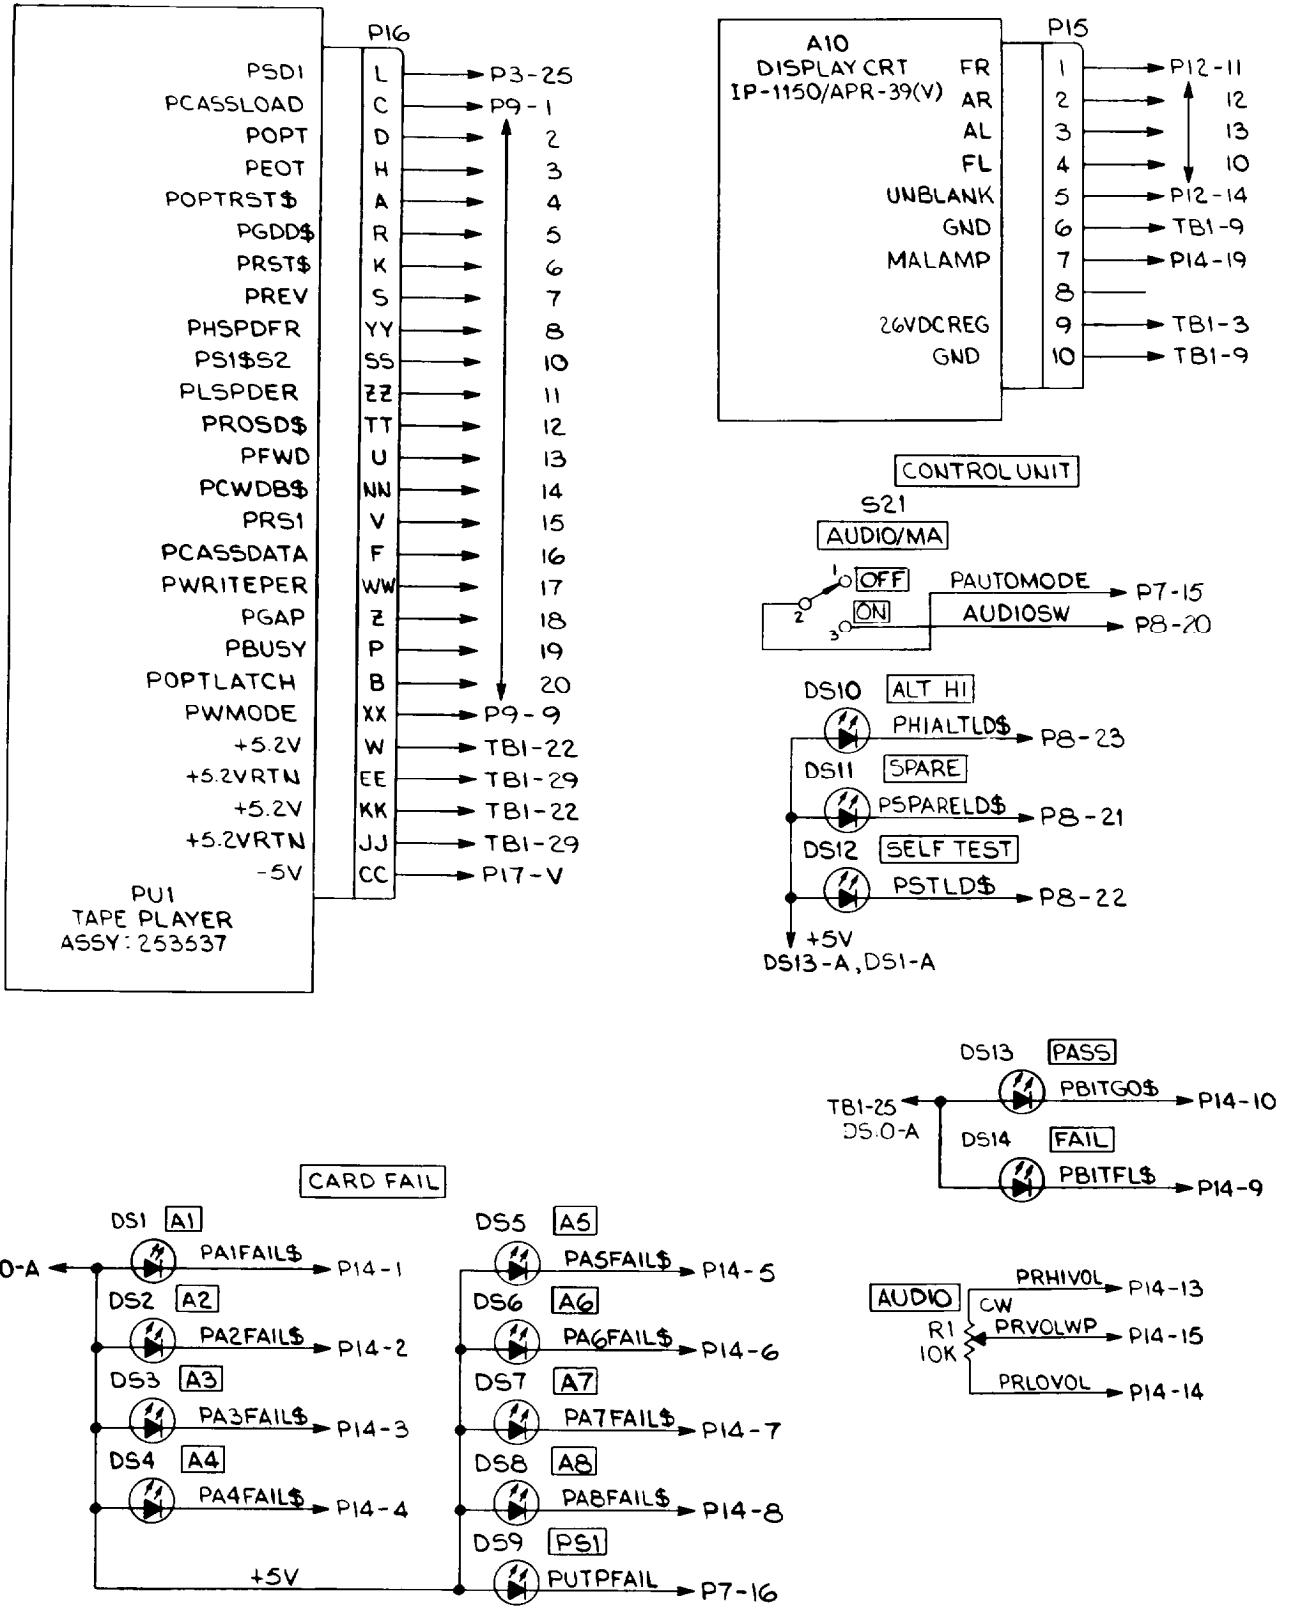 P16
PSD1 L P3-25
PCASSLOAD C P9-1
POPT D 2
PEOT H 3
POPTRST$ A 4
PGDD$ R 5
PRST$ K 6
PREV S 7
PHSPDFR YY 8
PS1$S2 SS 10
PLSPDER ZZ 11
PROSD$ TT 12
PFWD U 13
PCWDB$ NN 14
PRS1 V 15
PCASSDATA F 16
PWRITEPER WW 17
PGAP Z 18
PBUSY P 19
POPTLATCH B 20
PWMODE XX P9-9
+5.2V W TB1-22
+5.2VRTN EE TB1-29
+5.2V KK TB1-22
+5.2VRTN JJ TB1-29
-5V CC P17-V
PU1
TAPE PLAYER
ASSY: 253537
P15
A10
DISPLAY CRT
IP-1150/APR-39(V)
FR 1 P12-11
AR 2 12
AL 3 13
FL 4 10
UNBLANK 5 P12-14
GND 6 TB1-9
MALAMP 7 P14-19
8
26VDCREG 9 TB1-3
GND 10 TB1-9
CONTROL UNIT
S21
AUDIO/MA
1 OFF PAUTOMODE P7-15
2 ON
3 AUDIOSW P8-20
DS10 ALT HI
PHIALTLD$ P8-23
DS11 SPARE
PSPARELD$ P8-21
DS12 SELF TEST
PSTLD$ P8-22
+5V
DS13-A, DS1-A
DS13 PASS
TB1-25 PBITGO$ P14-10
DS14 FAIL
PBITFL$ P14-9
CARD FAIL
DS1 A1
0-A PA1FAIL$ P14-1
DS2 A2
PA2FAIL$ P14-2
DS3 A3
PA3FAIL$ P14-3
DS4 A4
PA4FAIL$ P14-4
+5V
DS5 A5
PA5FAIL$ P14-5
DS6 A6
PA6FAIL$ P14-6
DS7 A7
PA7FAIL$ P14-7
DS8 A8
PA8FAIL$ P14-8
DS9 PS1
PUTPFAIL P7-16
AUDIO
R1
10K
CW
PRHIVOL P14-13
PRVOLWP P14-15
PRLOVOL P14-14